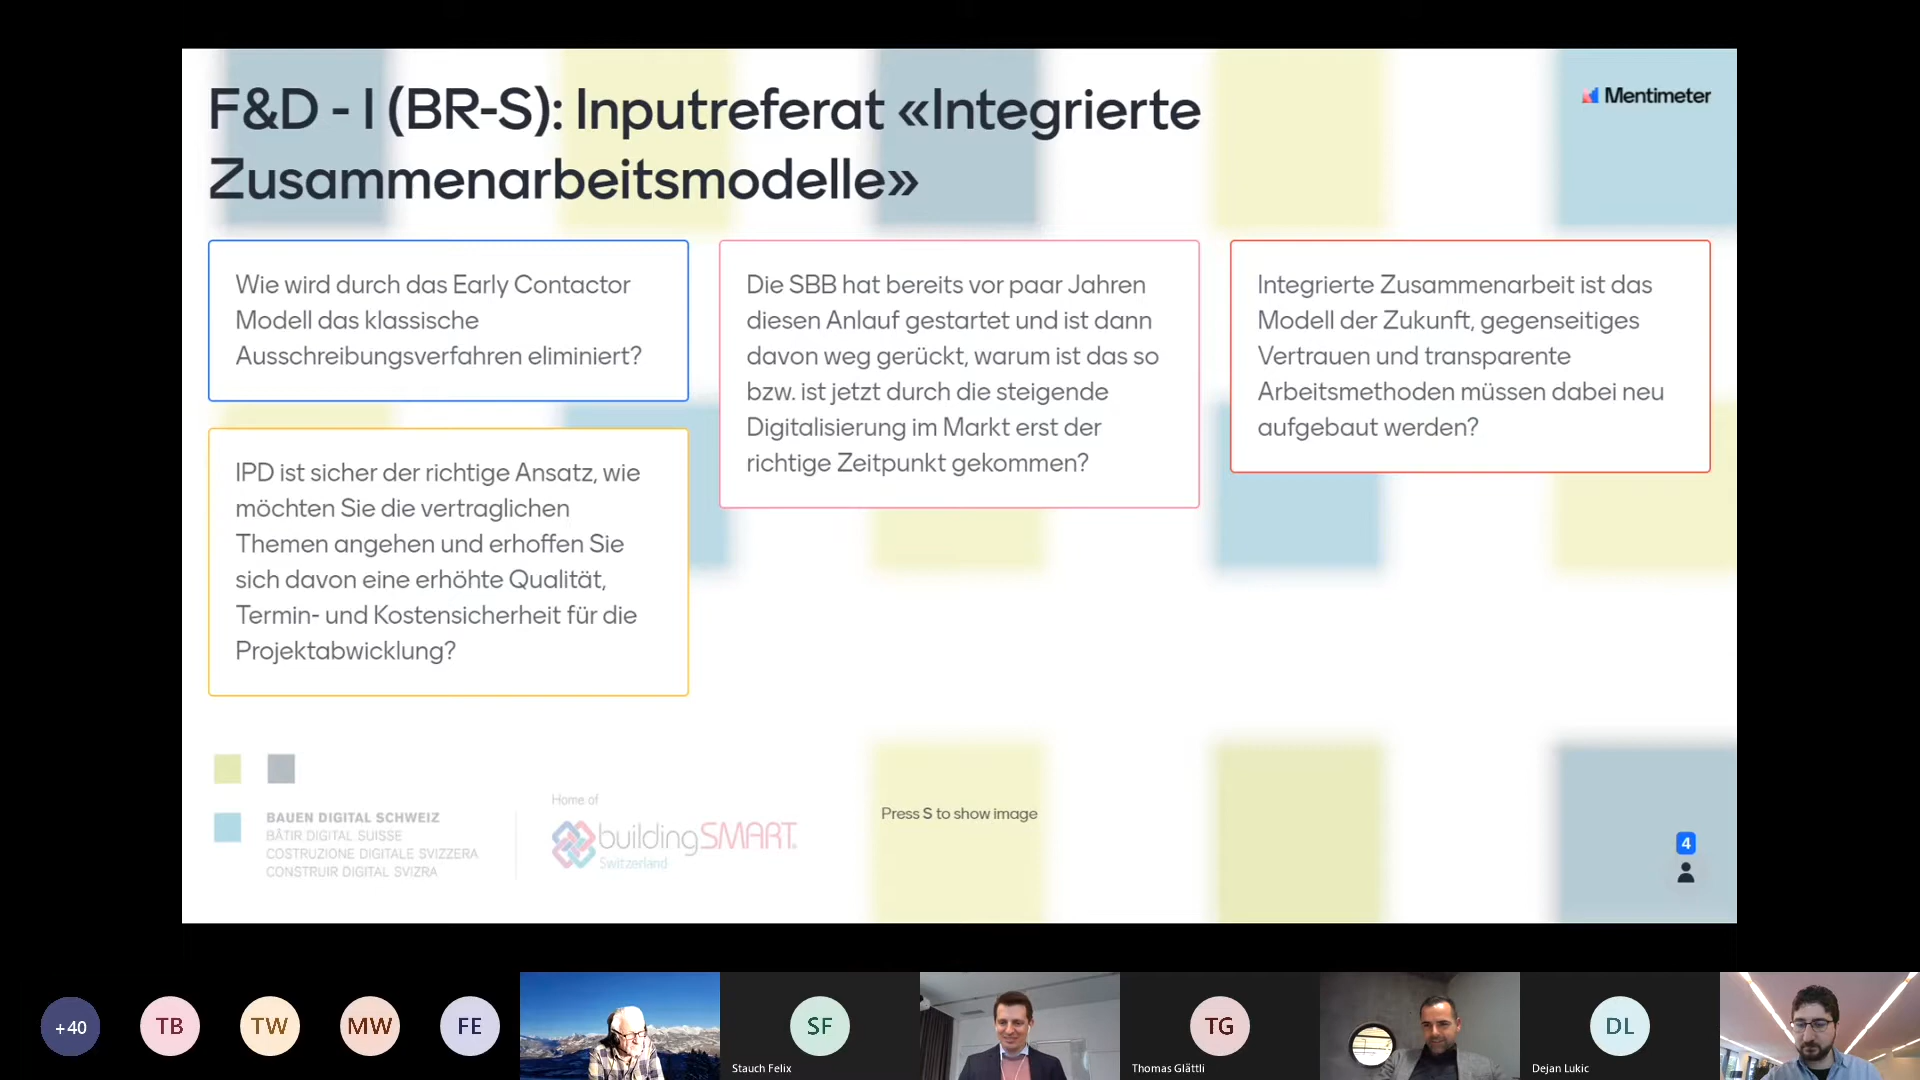 F&D - I (BR-S): Inputreferat «Integrierte
Zusammenarbeitsmodelle»
Mentimeter
Wie wird durch das Early Contactor
Modell das klassische
Ausschreibungsverfahren eliminiert?
IPD ist sicher der richtige Ansatz, wie
möchten Sie die vertraglichen
Themen angehen und erhoffen Sie
sich davon eine erhöhte Qualität,
Termin- und Kostensicherheit für die
Projektabwicklung?
Die SBB hat bereits vor paar Jahren
diesen Anlauf gestartet und ist dann
davon weg gerückt, warum ist das so
bzw. ist jetzt durch die steigende
Digitalisierung im Markt erst der
richtige Zeitpunkt gekommen?
Integrierte Zusammenarbeit ist das
Modell der Zukunft, gegenseitiges
Vertrauen und transparente
Arbeitsmethoden müssen dabei neu
aufgebaut werden?
BAUEN DIGITAL SCHWEIZ
BÂTIR DIGITAL SUISSE
COSTRUZIONE DIGITALE SVIZZERA
CONSTRUIR DIGITAL SVIZRA
Home of
buildingSMART
Switzerland
Press S to show image
4
+40
TB
TW
MW
FE
SF
Stauch Felix
TG
Thomas Glättli
DL
Dejan Lukic